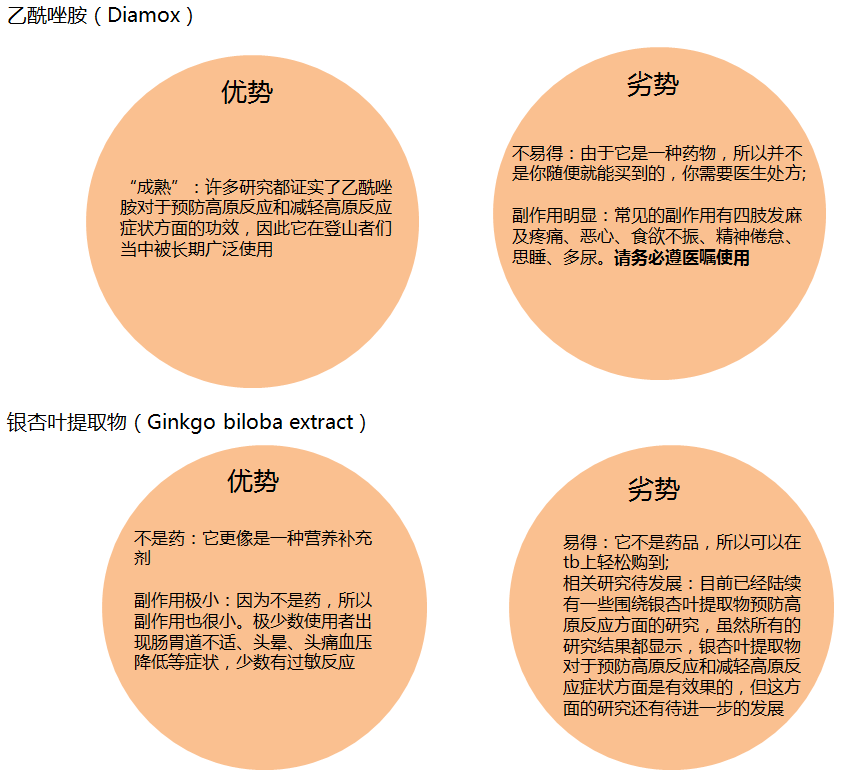 乙酰唑胺（Diamox）
优势
“成熟”：许多研究都证实了乙酰唑
胺对于预防高原反应和减轻高原反应
症状方面的功效，因此它在登山者们
当中被长期广泛使用
劣势
不易得：由于它是一种药物，所以并不
是你随便就能买到的，你需要医生处方;
副作用明显：常见的副作用有四肢发麻
及疼痛、恶心、食欲不振、精神倦怠、
思睡、多尿。请务必遵医嘱使用
银杏叶提取物（Ginkgo biloba extract）
优势
不是药：它更像是一种营养补充
剂
副作用极小：因为不是药，所以
副作用也很小。极少数使用者出
现肠胃道不适、头晕、头痛血压
降低等症状，少数有过敏反应
劣势
易得：它不是药品，所以可以在
tb上轻松购到;
相关研究待发展：目前已经陆续
有一些围绕银杏叶提取物预防高
原反应方面的研究，虽然所有的
研究结果都显示，银杏叶提取物
对于预防高原反应和减轻高原反
应症状方面是有效果的，但这方
面的研究还有待进一步的发展